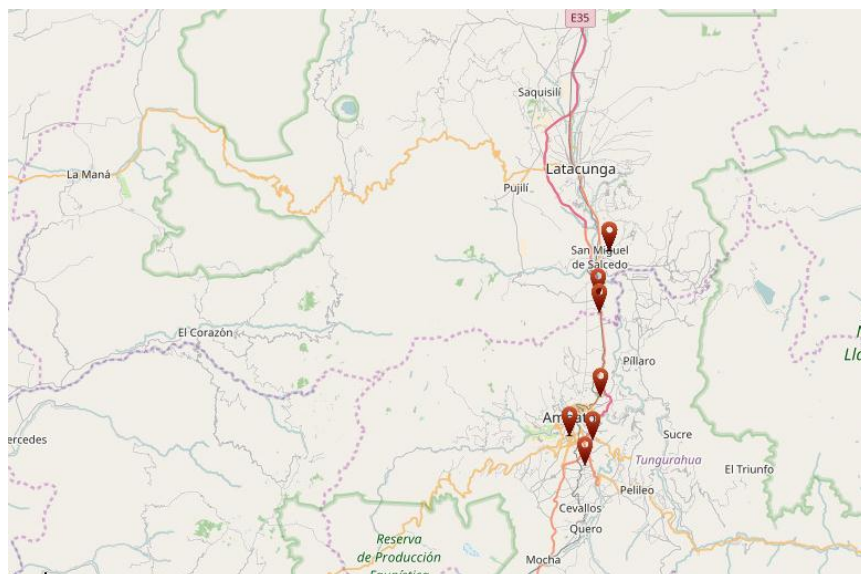 E35
Saquisilí
Latacunga
La Maná
Pujilí
San Miguel
de Salcedo
El Corazón
Píllaro
Sucre
Tungurahua
El Triunfo
Pelileo
Cevallos
Quero
Reserva
de Producción
Mocha